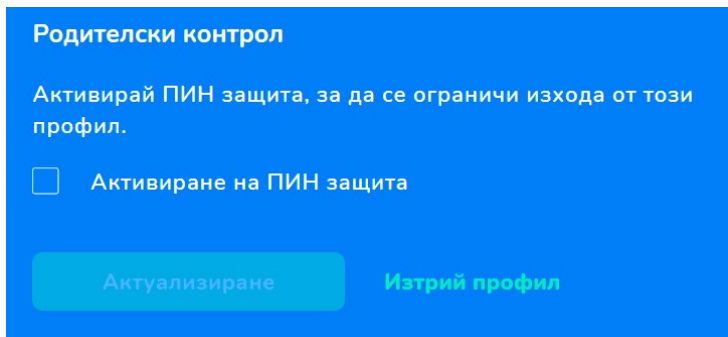 Родителски контрол
Активирай ПИН защита, за да се ограничи изхода от този
профил.
Активиране на ПИН защита
Актуализиране
Изтрий профил